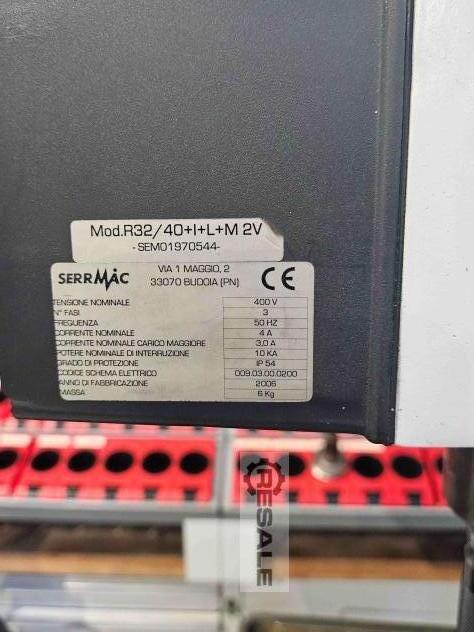 Mod.R32/40+I+L+M 2V
-SEM01970544-
SERRMAC
VIA 1 MAGGIO, 2
33070 BUDOIA (PN)
CE
TENSIONE NOMINALE 400 V
N° FASI 3
FREQUENZA 50 HZ
CORRENTE NOMINALE 4 A
CORRENTE NOMINALE CARICO MAGGIORE 3,0 A
POTERE NOMINALE DI INTERRUZIONE 10 KA
GRADO DI PROTEZIONE IP 54
CODICE SCHEMA ELETTRICO 009.03.00.0200
ANNO DI FABBRICAZIONE 2006
MASSA 6 Kg
RESALE